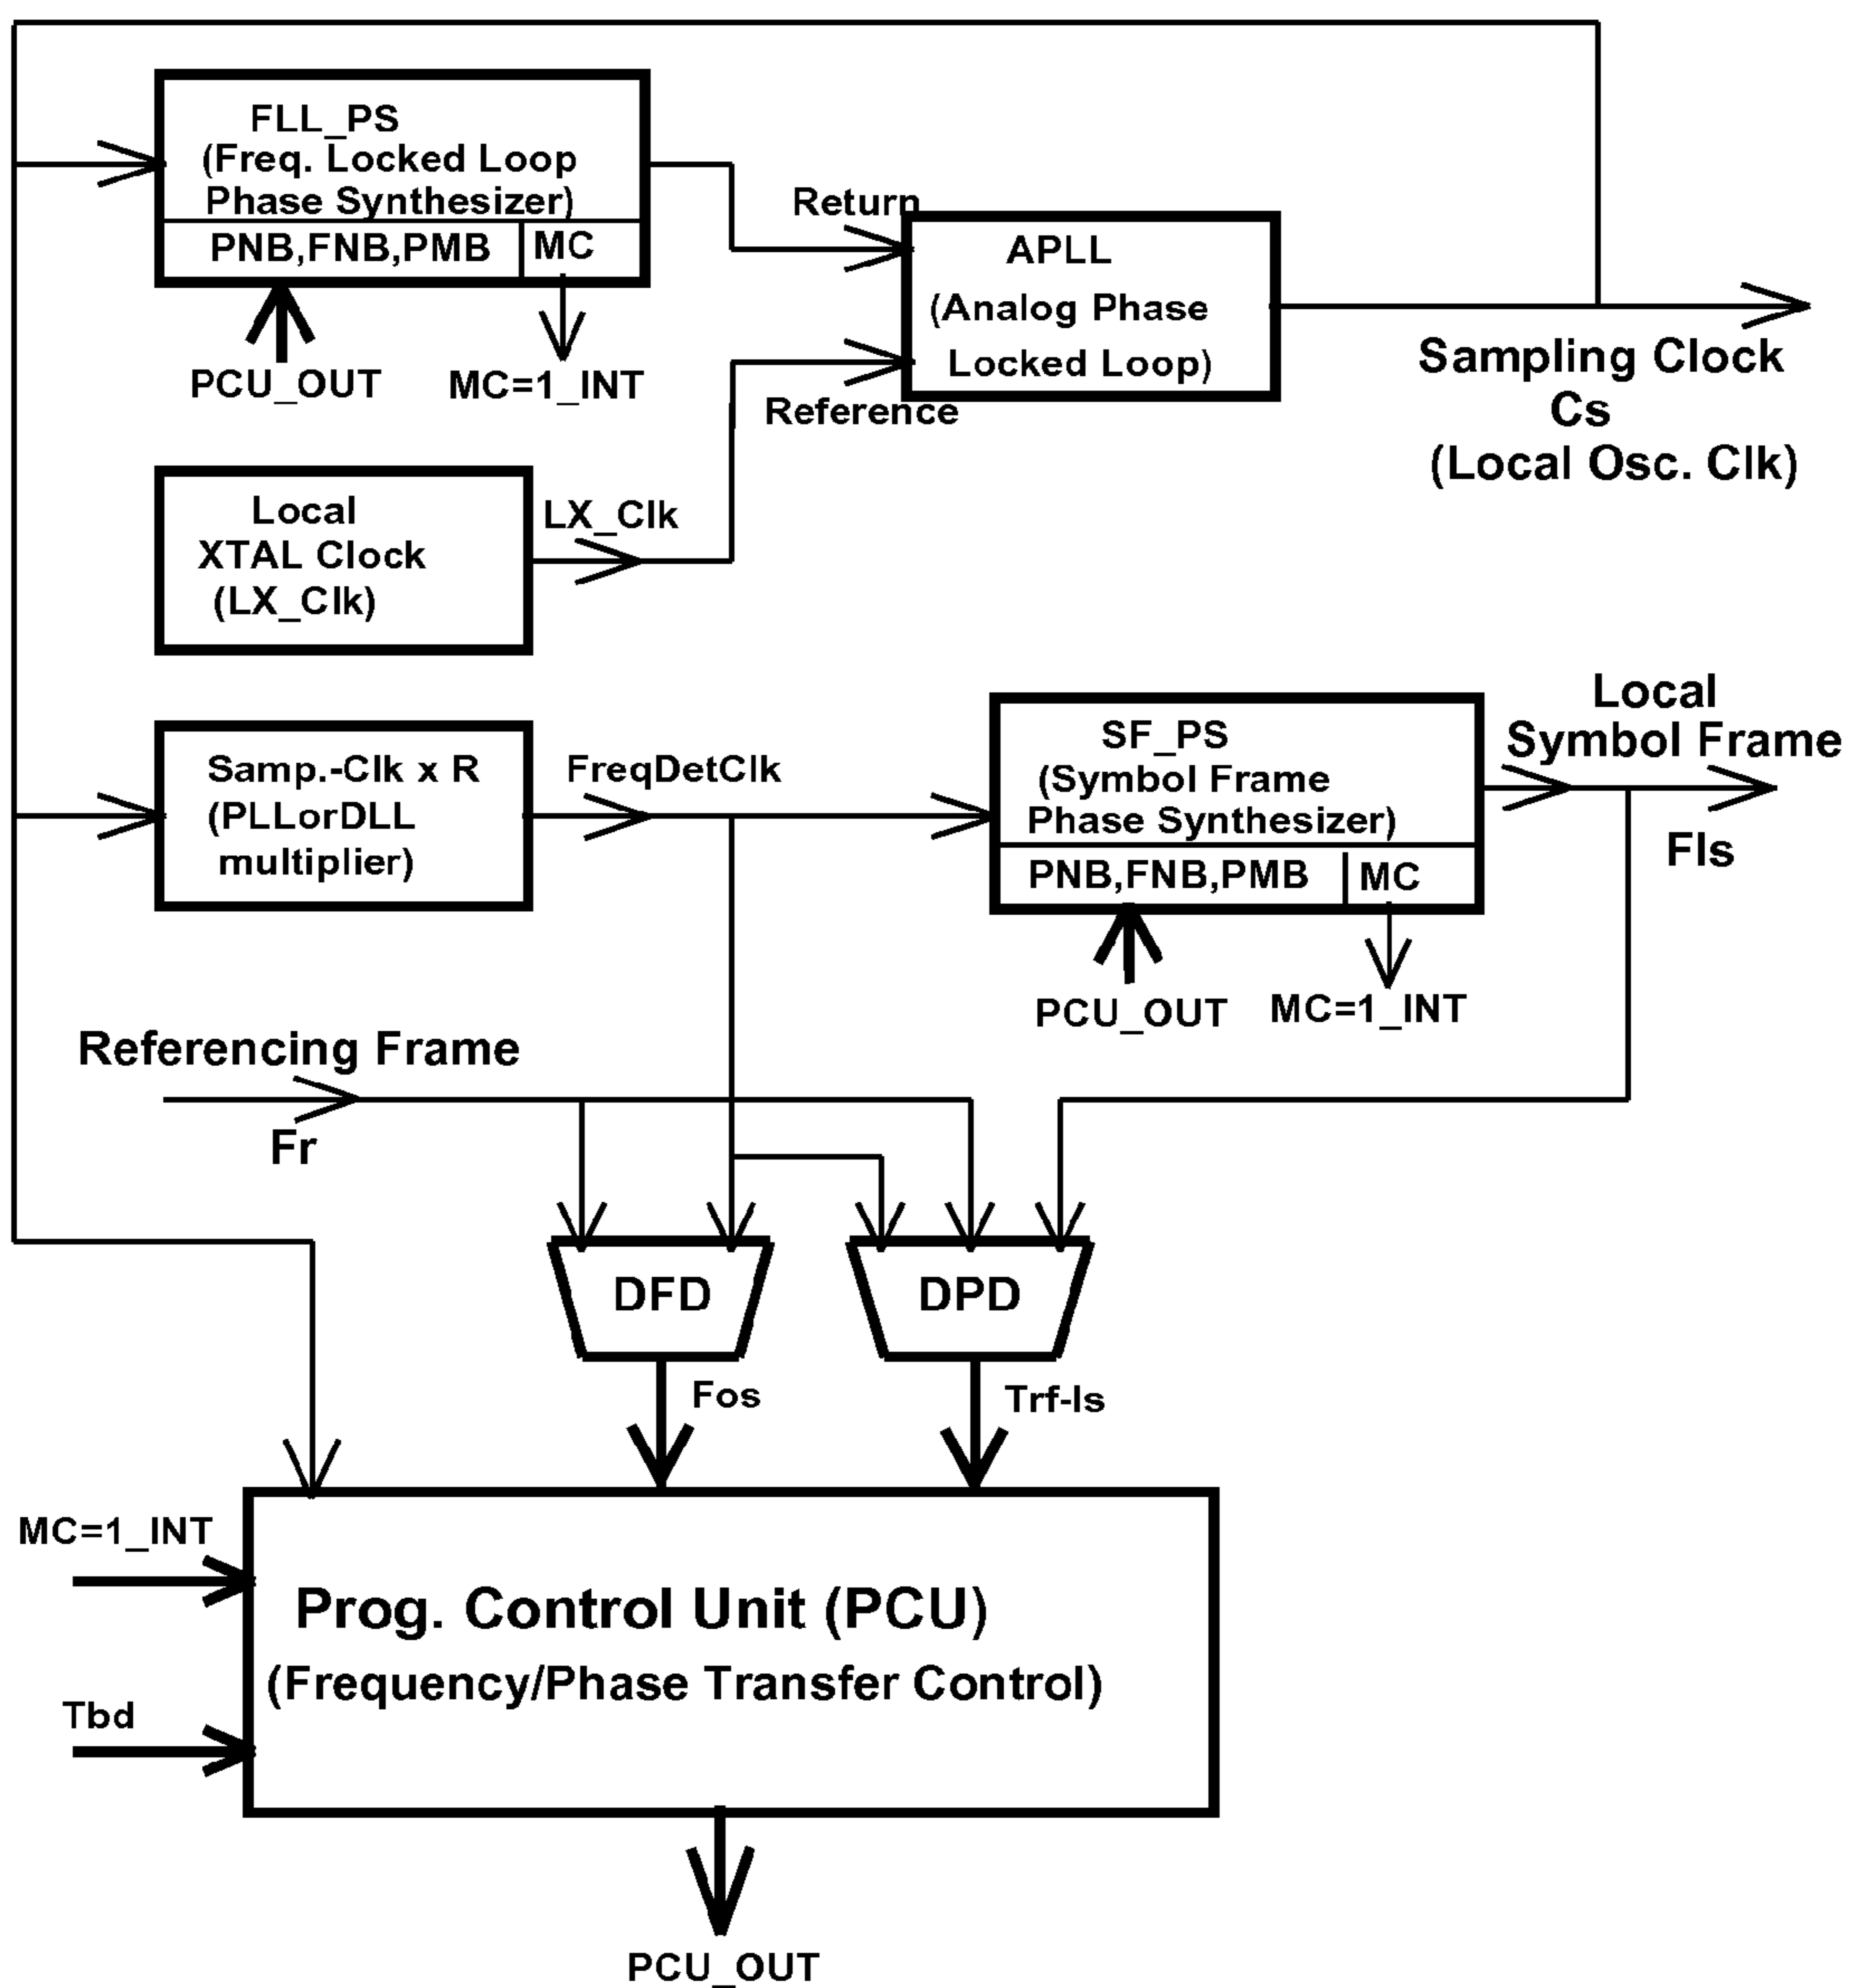 FLL_PS
(Freq. Locked Loop
Phase Synthesizer)
PNB,FNB,PMB
MC
PCU_OUT
MC=1_INT
Return
Reference
APLL
(Analog Phase
Locked Loop)
Sampling Clock
Cs
(Local Osc. Clk)
Local
XTAL Clock
(LX_Clk)
LX_Clk
Samp.-Clk x R
(PLLorDLL
multiplier)
FreqDetClk
SF_PS
(Symbol Frame
Phase Synthesizer)
PNB,FNB,PMB
MC
PCU_OUT
MC=1_INT
Local
Symbol Frame
Fls
Referencing Frame
Fr
DFD
DPD
Fos
Trf-ls
MC=1_INT
Tbd
Prog. Control Unit (PCU)
(Frequency/Phase Transfer Control)
PCU_OUT